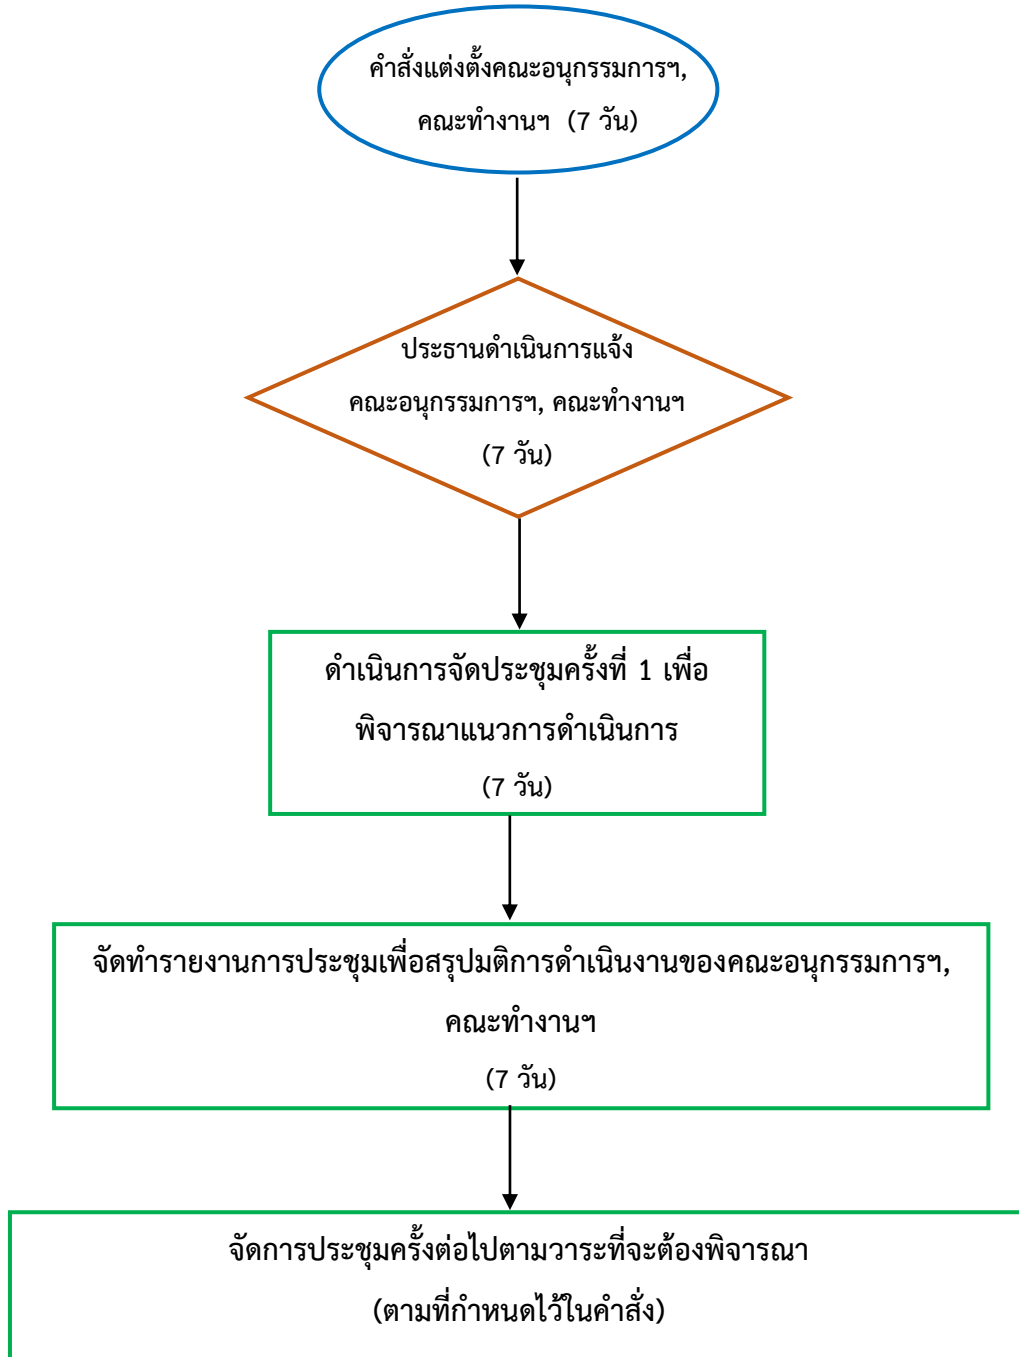 คำสั่งแต่งตั้งคณะอนุกรรมการฯ,
คณะทำงานฯ (7 วัน)
ประธานดำเนินการแจ้ง
คณะอนุกรรมการฯ, คณะทำงานฯ
(7 วัน)
ดำเนินการจัดประชุมครั้งที่ 1 เพื่อ
พิจารณาแนวการดำเนินการ
(7 วัน)
จัดทำรายงานการประชุมเพื่อสรุปมติการดำเนินงานของคณะอนุกรรมการฯ,
คณะทำงานฯ
(7 วัน)
จัดการประชุมครั้งต่อไปตามวาระที่จะต้องพิจารณา
(ตามที่กำหนดไว้ในคำสั่ง)